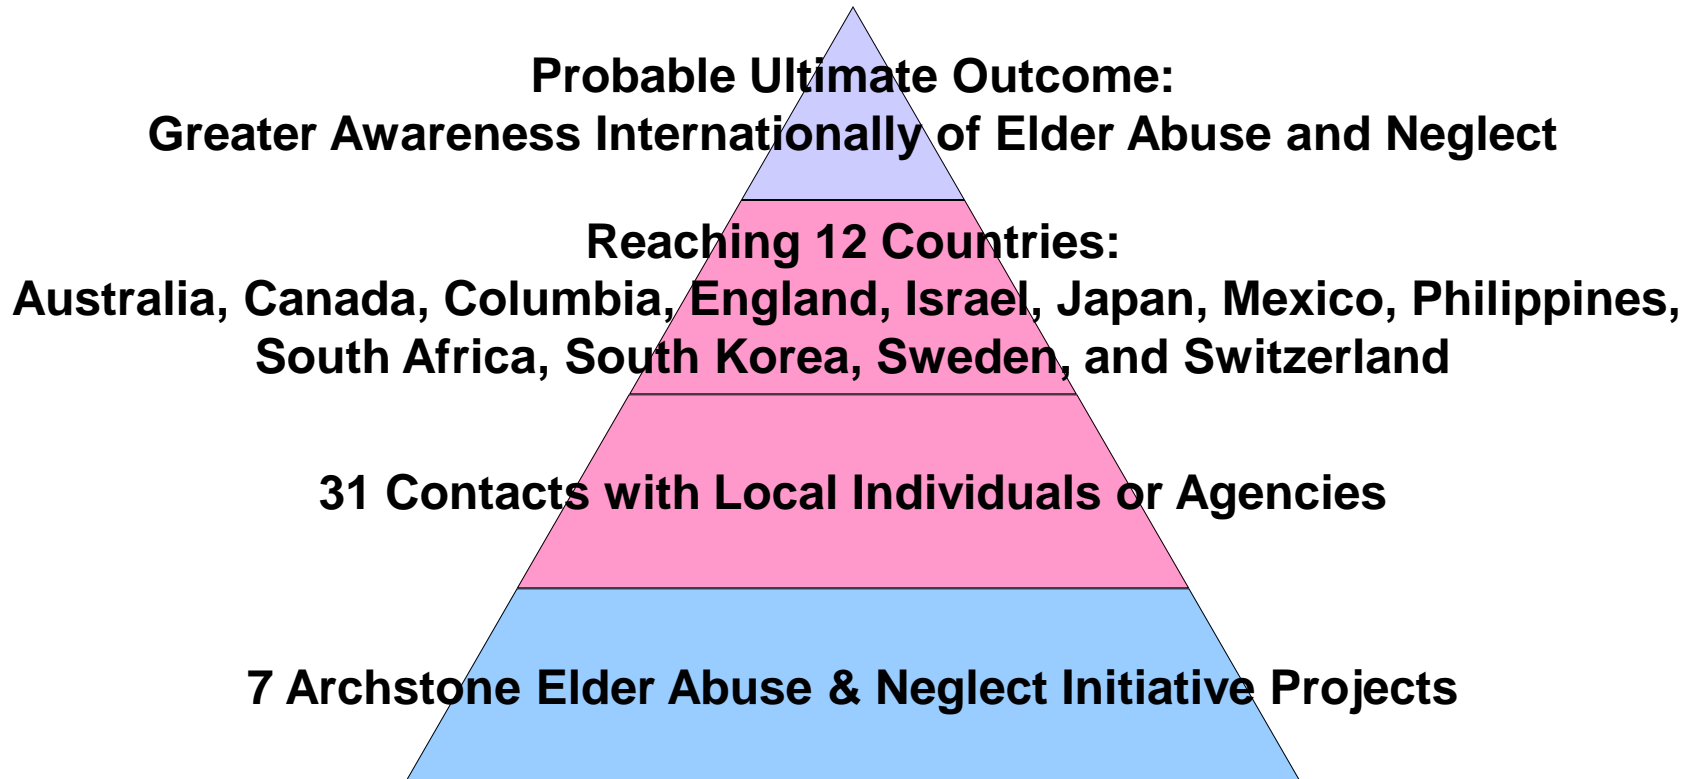 Probable Ultimate Outcome:
Greater Awareness Internationally of Elder Abuse and Neglect
Reaching 12 Countries:
Australia, Canada, Columbia, England, Israel, Japan, Mexico, Philippines,
South Africa, South Korea, Sweden, and Switzerland
31 Contacts with Local Individuals or Agencies
7 Archstone Elder Abuse & Neglect Initiative Projects